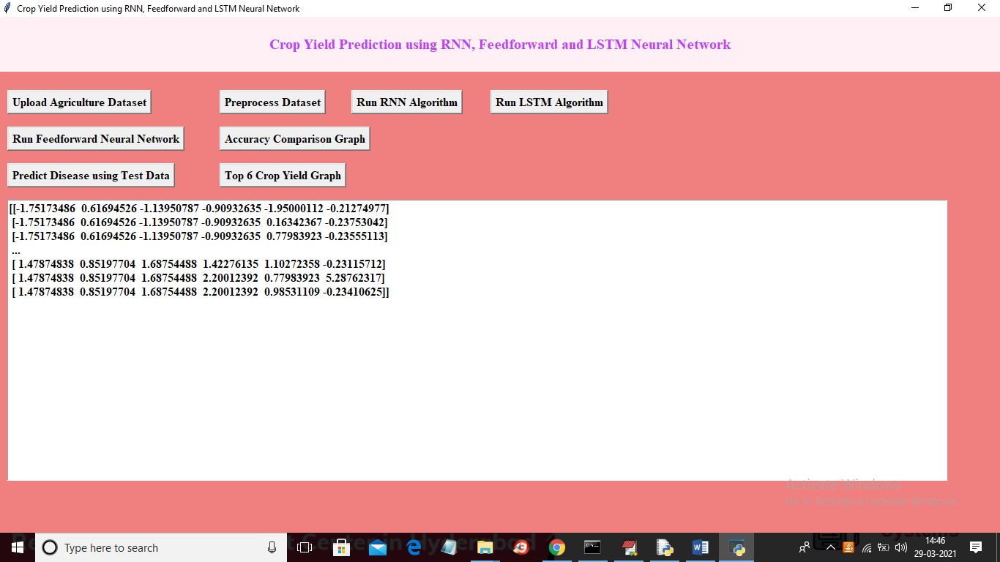 Crop Yield Prediction using RNN, Feedforward and LSTM Neural Network
Crop Yield Prediction using RNN, Feedforward and LSTM Neural Network
Upload Agriculture Dataset Preprocess Dataset Run RNN Algorithm Run LSTM Algorithm
Run Feedforward Neural Network Accuracy Comparison Graph
Predict Disease using Test Data Top 6 Crop Yield Graph
[[-1.75173486 0.61694526 -1.13950787 -0.90932635 -1.95000112 -0.21274977]
[-1.75173486 0.61694526 -1.13950787 -0.90932635 0.16342367 -0.23753042]
[-1.75173486 0.61694526 -1.13950787 -0.90932635 0.77983923 -0.23555113]
...
[ 1.47874838 0.85197704 1.68754488 1.42276135 1.10272358 -0.23115712]
[ 1.47874838 0.85197704 1.68754488 2.20012392 0.77983923 5.28762317]
[ 1.47874838 0.85197704 1.68754488 2.20012392 0.98531109 -0.23410625]]
Activate Windows
Go to Settings to activate Windows.
Type here to search
14:46
29-03-2021